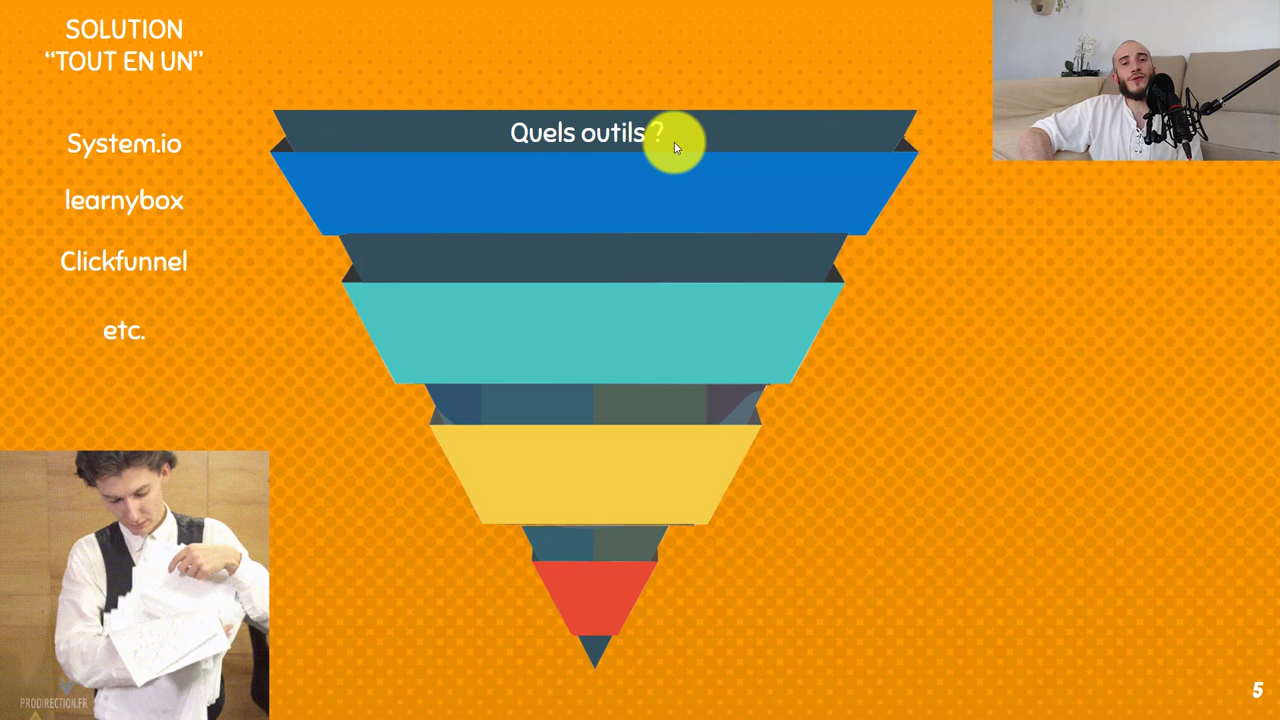 SOLUTION
“TOUT EN UN”
System.io
learnybox
Clickfunnel
etc.
Quels outils ?
PRODIRECTION.FR
5